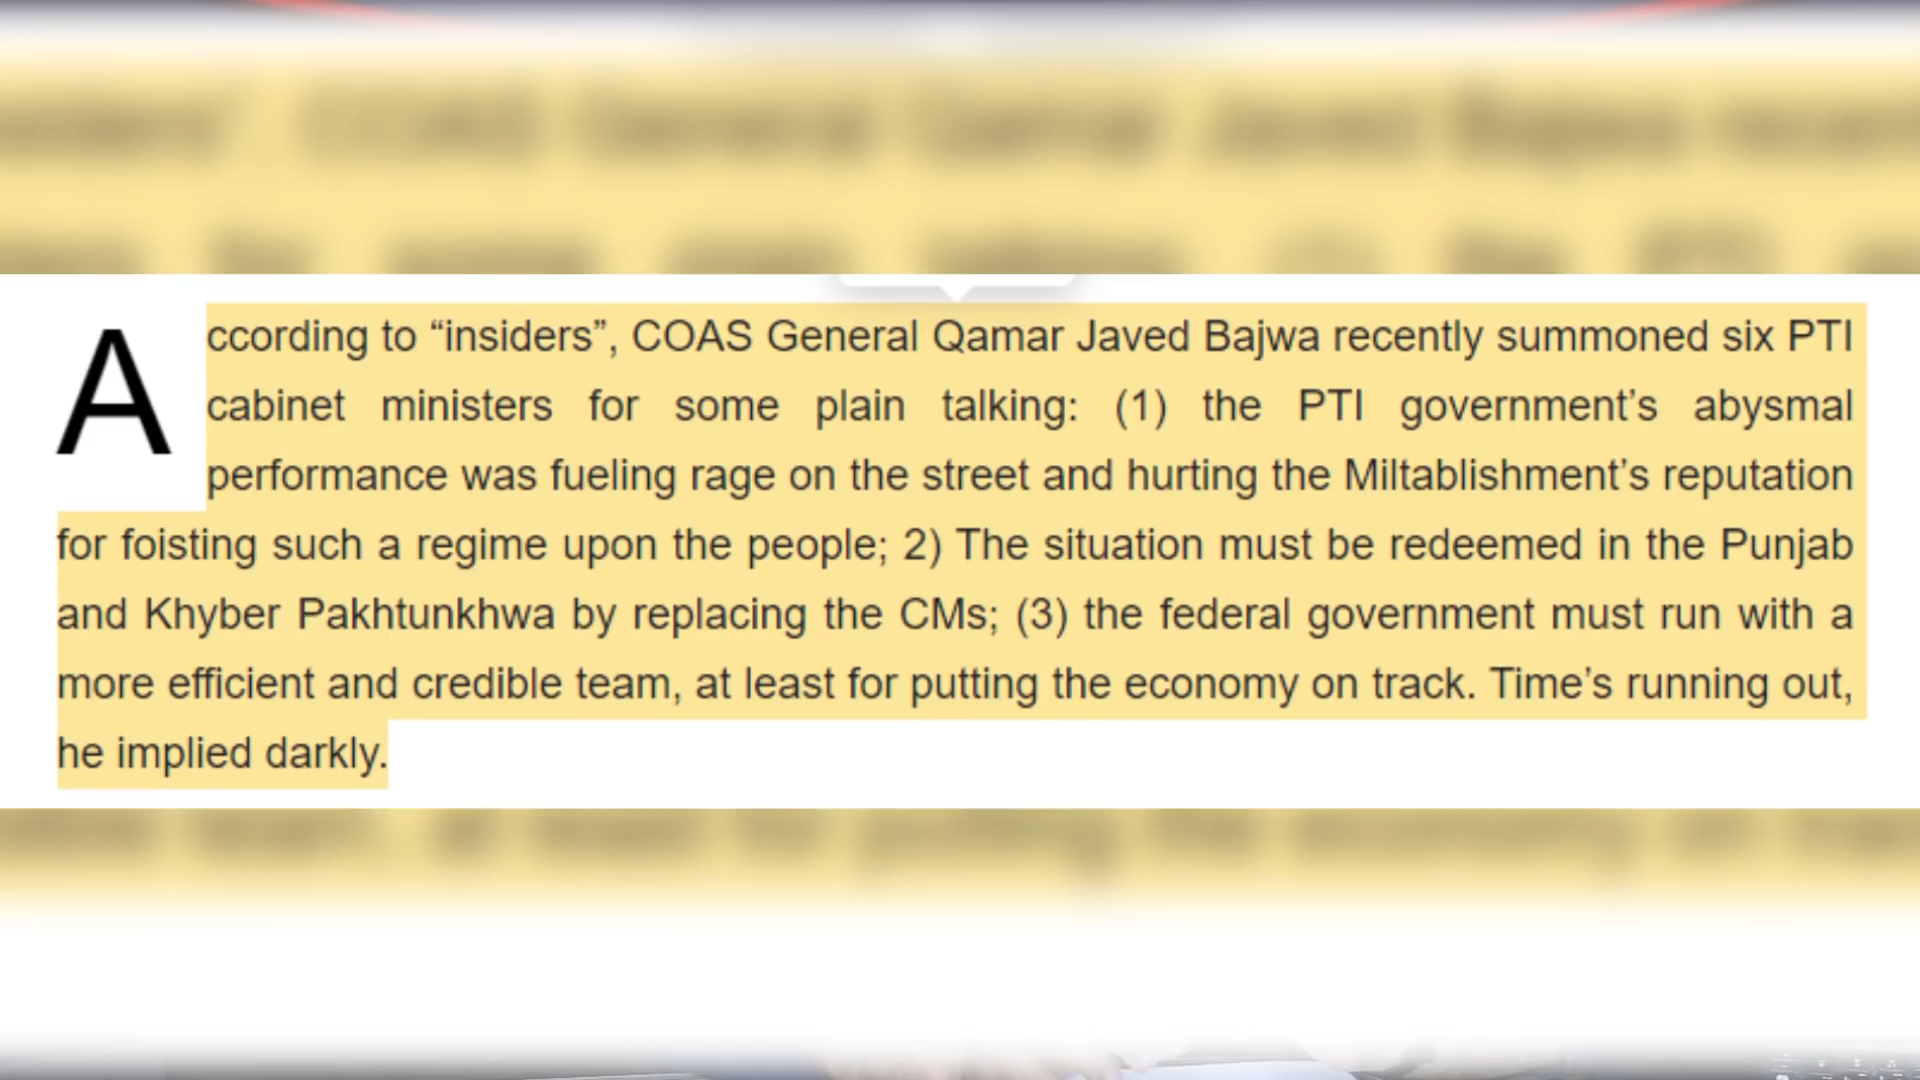 According to “insiders”, COAS General Qamar Javed Bajwa recently summoned six PTI
cabinet ministers for some plain talking: (1) the PTI government’s abysmal
performance was fueling rage on the street and hurting the Miltablishment’s reputation
for foisting such a regime upon the people; 2) The situation must be redeemed in the Punjab
and Khyber Pakhtunkhwa by replacing the CMs; (3) the federal government must run with a
more efficient and credible team, at least for putting the economy on track. Time’s running out,
he implied darkly.